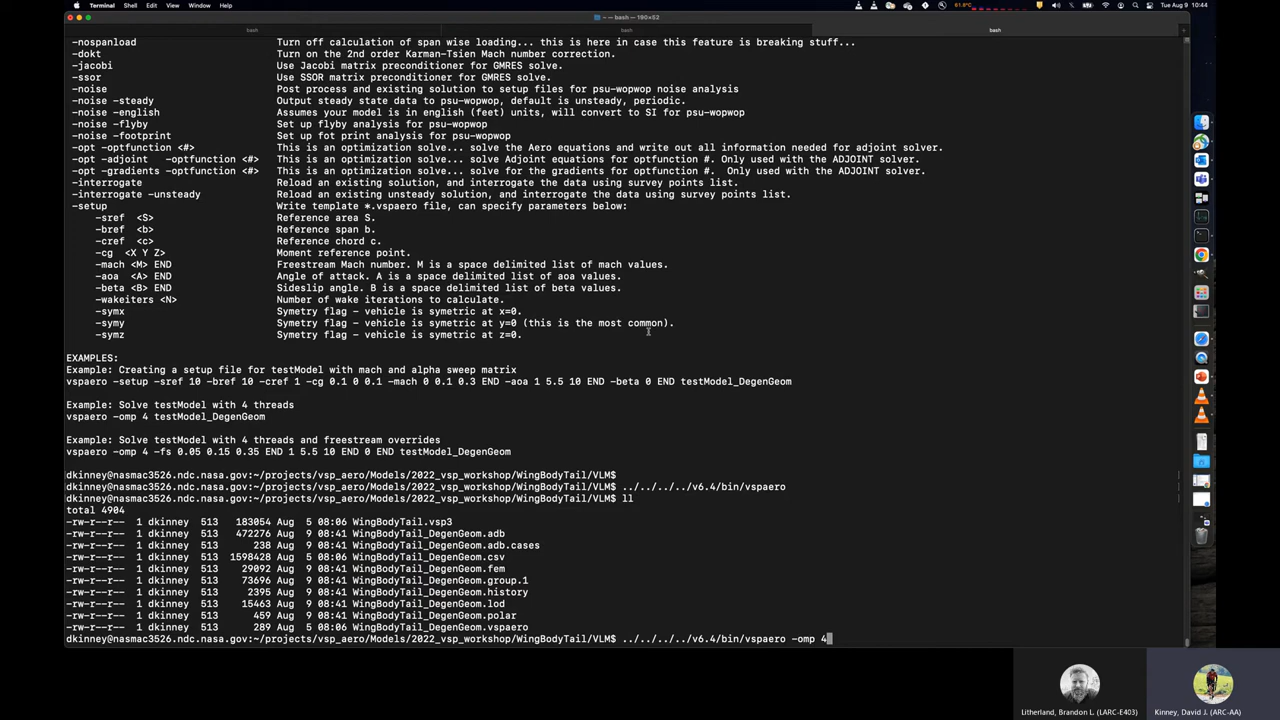 Terminal Shell Edit View Window Help
61.8°C
Tue Aug 9 10:44
~ — bash — 190×52
bash bash bash
-nospanload Turn off calculation of span wise loading... this is here in case this feature is breaking stuff...
-dokt Turn on the 2nd order Karman-Tsien Mach number correction.
-jacobi Use Jacobi matrix preconditioner for GMRES solve.
-ssor Use SSOR matrix preconditioner for GMRES solve.
-noise Post process and existing solution to setup files for psu-wopwop noise analysis
-noise -steady Output steady state data to psu-wopwop, default is unsteady, periodic.
-noise -english Assumes your model is in english (feet) units, will convert to SI for psu-wopwop
-noise -flyby Set up flyby analysis for psu-wopwop
-noise -footprint Set up fot print analysis for psu-wopwop
-opt -optfunction <#> This is an optimization solve... solve the Aero equations and write out all information needed for adjoint solver.
-opt -adjoint -optfunction <#> This is an optimization solve... solve Adjoint equations for optfunction #. Only used with the ADJOINT solver.
-opt -gradients -optfunction <#> This is an optimization solve... solve for the gradients for optfunction #. Only used with the ADJOINT solver.
-interrogate Reload an existing solution, and interrogate the data using survey points list.
-interrogate -unsteady Reload an existing unsteady solution, and interrogate the data using survey points list.
-setup Write template *.vspaero file, can specify parameters below:
-sref <S> Reference area S.
-bref <b> Reference span b.
-cref <c> Reference chord c.
-cg <X Y Z> Moment reference point.
-mach <M> END Freestream Mach number. M is a space delimited list of mach values.
-aoa <A> END Angle of attack. A is a space delimited list of aoa values.
-beta <B> END Sideslip angle. B is a space delimited list of beta values.
-wakeiters <N> Number of wake iterations to calculate.
-symx Symetry flag - vehicle is symetric at x=0.
-symy Symetry flag - vehicle is symetric at y=0 (this is the most common).
-symz Symetry flag - vehicle is symetric at z=0.
EXAMPLES:
Example: Creating a setup file for testModel with mach and alpha sweep matrix
vspaero -setup -sref 10 -bref 10 -cref 1 -cg 0.1 0 0.1 -mach 0 0.1 0.3 END -aoa 1 5.5 10 END -beta 0 END testModel_DegenGeom
Example: Solve testModel with 4 threads
vspaero -omp 4 testModel_DegenGeom
Example: Solve testModel with 4 threads and freestream overrides
vspaero -omp 4 -fs 0.05 0.15 0.35 END 1 5.5 10 END 0 END testModel_DegenGeom
dkinney@nasmac3526.ndc.nasa.gov:~/projects/vsp_aero/Models/2022_vsp_workshop/WingBodyTail/VLM$
dkinney@nasmac3526.ndc.nasa.gov:~/projects/vsp_aero/Models/2022_vsp_workshop/WingBodyTail/VLM$ ../../../../v6.4/bin/vspaero
dkinney@nasmac3526.ndc.nasa.gov:~/projects/vsp_aero/Models/2022_vsp_workshop/WingBodyTail/VLM$ ll
total 4904
-rw-r--r-- 1 dkinney 513 183054 Aug 5 08:06 WingBodyTail.vsp3
-rw-r--r-- 1 dkinney 513 472276 Aug 9 08:41 WingBodyTail_DegenGeom.adb
-rw-r--r-- 1 dkinney 513 238 Aug 9 08:41 WingBodyTail_DegenGeom.adb.cases
-rw-r--r-- 1 dkinney 513 1598428 Aug 5 08:06 WingBodyTail_DegenGeom.csv
-rw-r--r-- 1 dkinney 513 29092 Aug 9 08:41 WingBodyTail_DegenGeom.fem
-rw-r--r-- 1 dkinney 513 73696 Aug 9 08:41 WingBodyTail_DegenGeom.group.1
-rw-r--r-- 1 dkinney 513 2395 Aug 9 08:41 WingBodyTail_DegenGeom.history
-rw-r--r-- 1 dkinney 513 15463 Aug 9 08:41 WingBodyTail_DegenGeom.lod
-rw-r--r-- 1 dkinney 513 459 Aug 9 08:41 WingBodyTail_DegenGeom.polar
-rw-r--r-- 1 dkinney 513 289 Aug 5 08:06 WingBodyTail_DegenGeom.vspaero
dkinney@nasmac3526.ndc.nasa.gov:~/projects/vsp_aero/Models/2022_vsp_workshop/WingBodyTail/VLM$ ../../../../v6.4/bin/vspaero -omp 4
Litherland, Brandon L. (LARC-E403)
Kinney, David J. (ARC-AA)